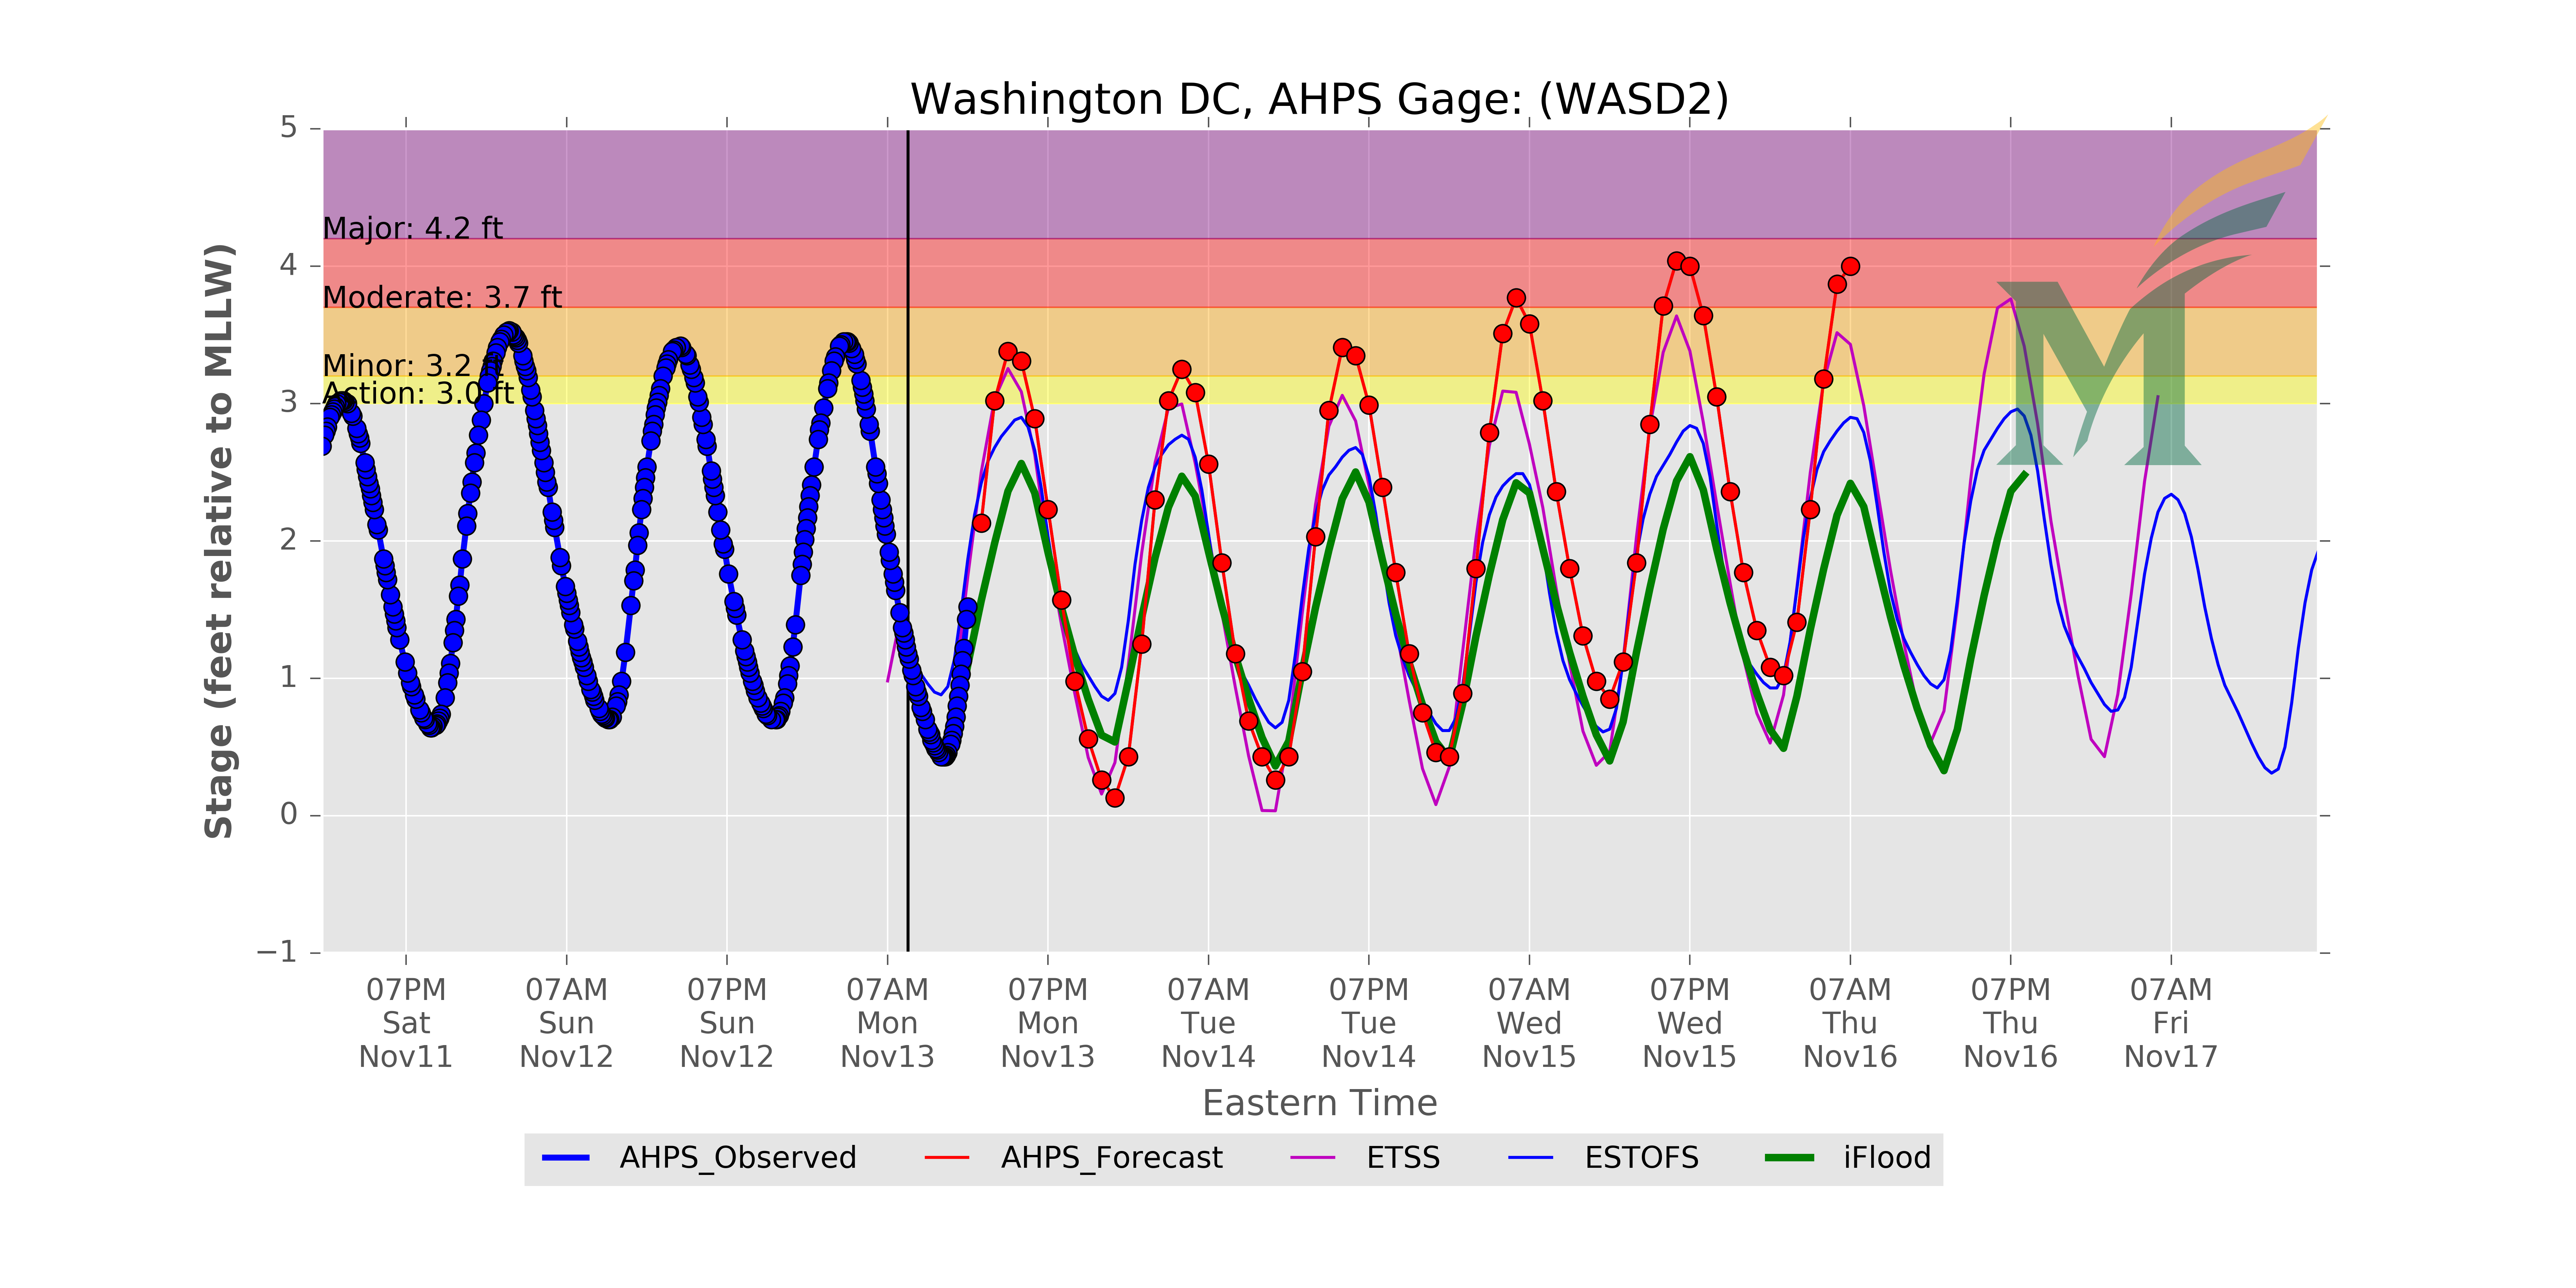 Washington DC, AHPS Gage: (WASD2)
Stage (feet relative to MLLW)
5
4
3
2
1
0
−1
Major: 4.2 ft
Moderate: 3.7 ft
Minor: 3.2 ft
Action: 3.0 ft
07PM 07AM 07PM 07AM 07PM 07AM 07PM 07AM 07PM 07AM 07PM 07AM
Sat Sun Sun Mon Mon Tue Tue Wed Wed Thu Thu Fri
Nov11 Nov12 Nov12 Nov13 Nov13 Nov14 Nov14 Nov15 Nov15 Nov16 Nov16 Nov17
Eastern Time
AHPS_Observed AHPS_Forecast ETSS ESTOFS iFlood
M